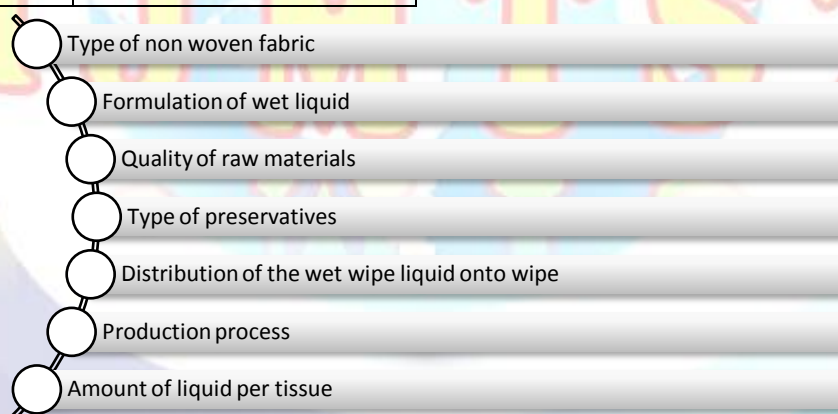 Type of non woven fabric
Formulation of wet liquid
Quality of raw materials
Type of preservatives
Distribution of the wet wipe liquid onto wipe
Production process
Amount of liquid per tissue